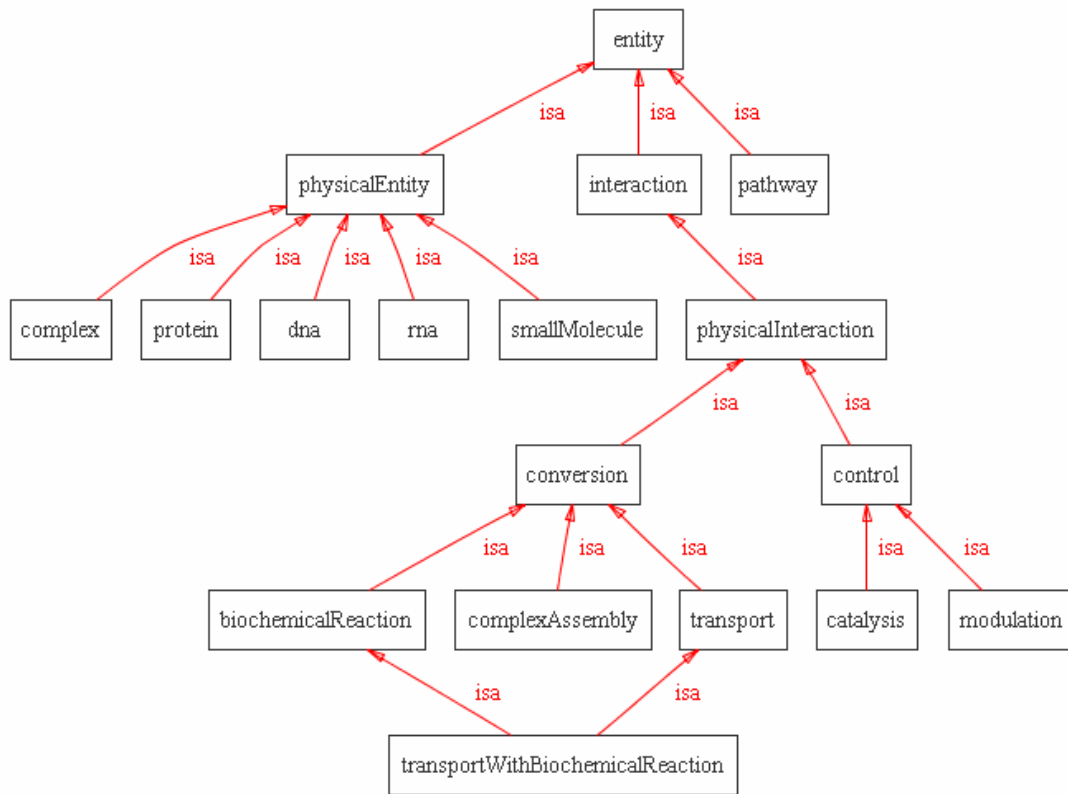 entity
isa isa isa
physicalEntity interaction pathway
isa isa isa isa isa isa
complex protein dna rna smallMolecule physicalInteraction
isa isa
conversion control
isa isa isa isa isa
biochemicalReaction complexAssembly transport catalysis modulation
isa isa
transportWithBiochemicalReaction